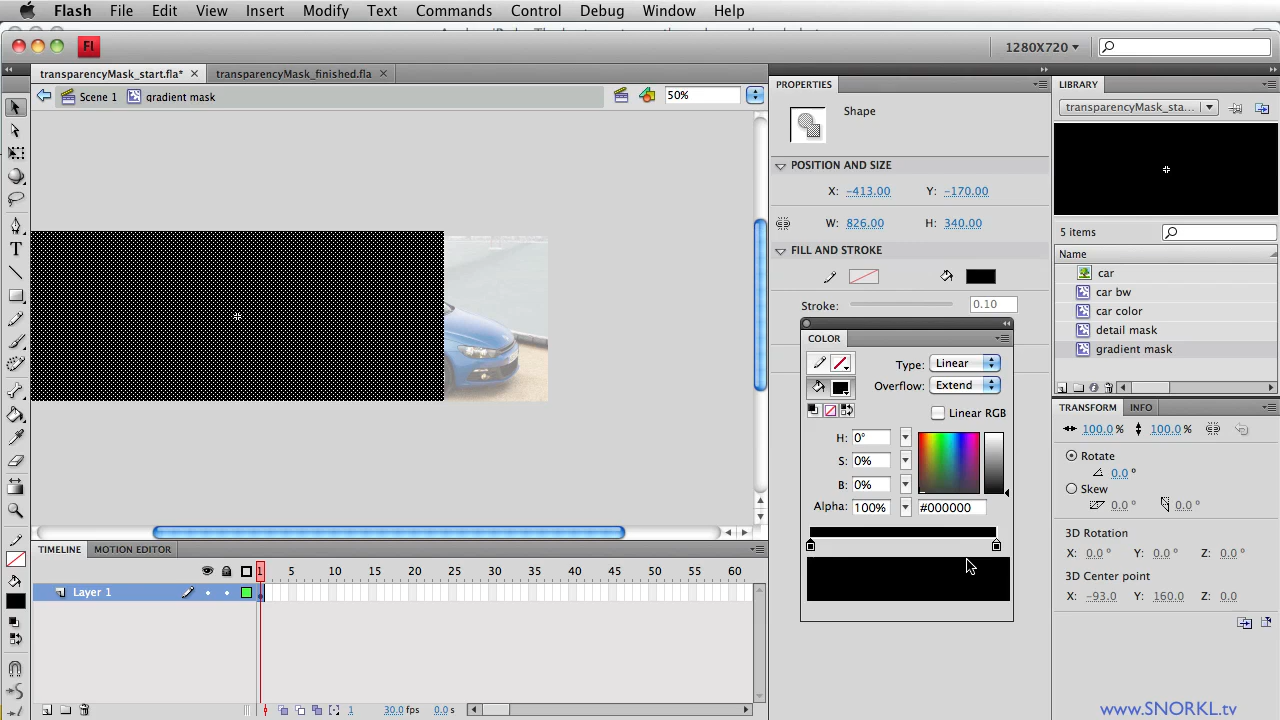 Flash File Edit View Insert Modify Text Commands Control Debug Window Help
Fl 1280X720
transparencyMask_start.fla* transparencyMask_finished.fla
Scene 1 gradient mask 50%
PROPERTIES
Shape
POSITION AND SIZE
X: -413.00 Y: -170.00
W: 826.00 H: 340.00
FILL AND STROKE
Stroke: 0.10
COLOR
Type: Linear
Overflow: Extend
Linear RGB
H: 0°
S: 0%
B: 0%
Alpha: 100% #000000
LIBRARY
transparencyMask_sta...
5 items
Name
car
car bw
car color
detail mask
gradient mask
TRANSFORM INFO
100.0 % 100.0 %
Rotate
0.0 °
Skew
0.0 ° 0.0 °
3D Rotation
X: 0.0 ° Y: 0.0 ° Z: 0.0 °
3D Center point
X: -93.0 Y: 160.0 Z: 0.0
TIMELINE MOTION EDITOR
1 5 10 15 20 25 30 35 40 45 50 55 60
Layer 1
1 30.0 fps 0.0 s
www.SNORKL.tv